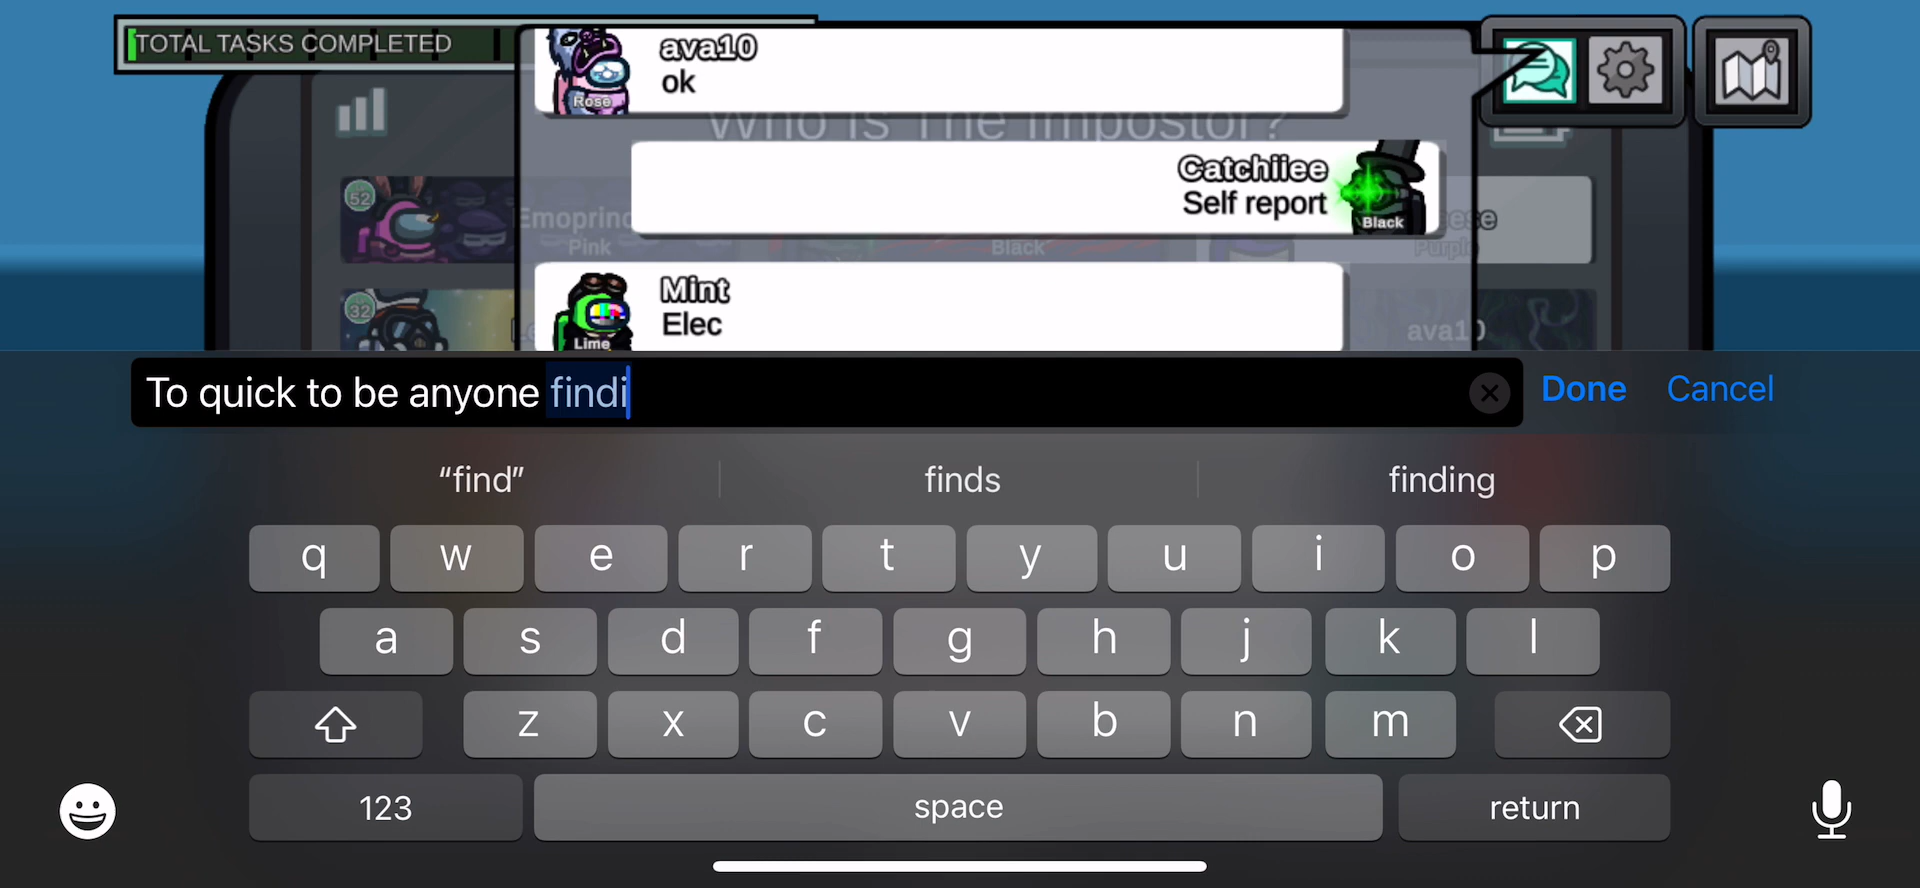 TOTAL TASKS COMPLETED
ava10
ok
Rose
Who Is The Impostor?
Catchiiee
Self report
Black
52
Emoprinc
Pink
Black
Purple
Mint
Elec
Lime
32
ava10
To quick to be anyone findi
Done
Cancel
“find”
finds
finding
q w e r t y u i o p
a s d f g h j k l
z x c v b n m
123
space
return